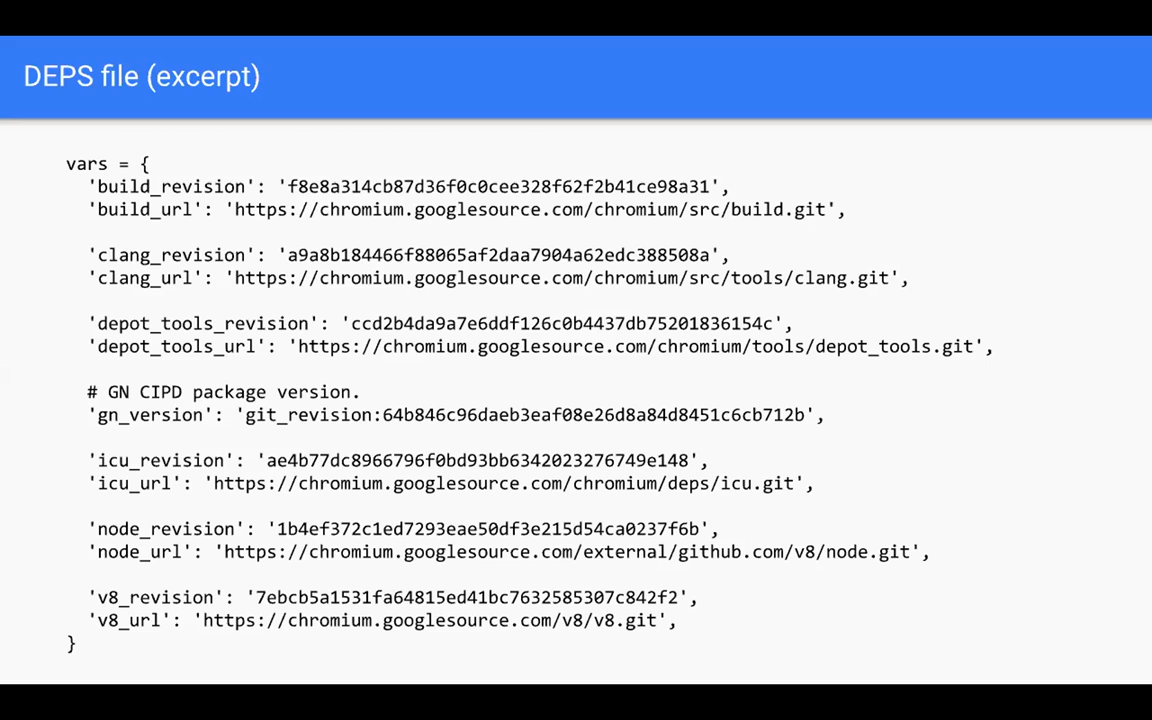 DEPS file (excerpt)
vars = {
'build_revision': 'f8e8a314cb87d36f0c0cee328f62f2b41ce98a31',
'build_url': 'https://chromium.googlesource.com/chromium/src/build.git',
'clang_revision': 'a9a8b184466f88065af2daa7904a62edc388508a',
'clang_url': 'https://chromium.googlesource.com/chromium/src/tools/clang.git',
'depot_tools_revision': 'ccd2b4da9a7e6ddf126c0b4437db75201836154c',
'depot_tools_url': 'https://chromium.googlesource.com/chromium/tools/depot_tools.git',
# GN CIPD package version.
'gn_version': 'git_revision:64b846c96daeb3eaf08e26d8a84d8451c6cb712b',
'icu_revision': 'ae4b77dc8966796f0bd93bb6342023276749e148',
'icu_url': 'https://chromium.googlesource.com/chromium/deps/icu.git',
'node_revision': '1b4ef372c1ed7293eae50df3e215d54ca0237f6b',
'node_url': 'https://chromium.googlesource.com/external/github.com/v8/node.git',
'v8_revision': '7ebcb5a1531fa64815ed41bc7632585307c842f2',
'v8_url': 'https://chromium.googlesource.com/v8/v8.git',
}